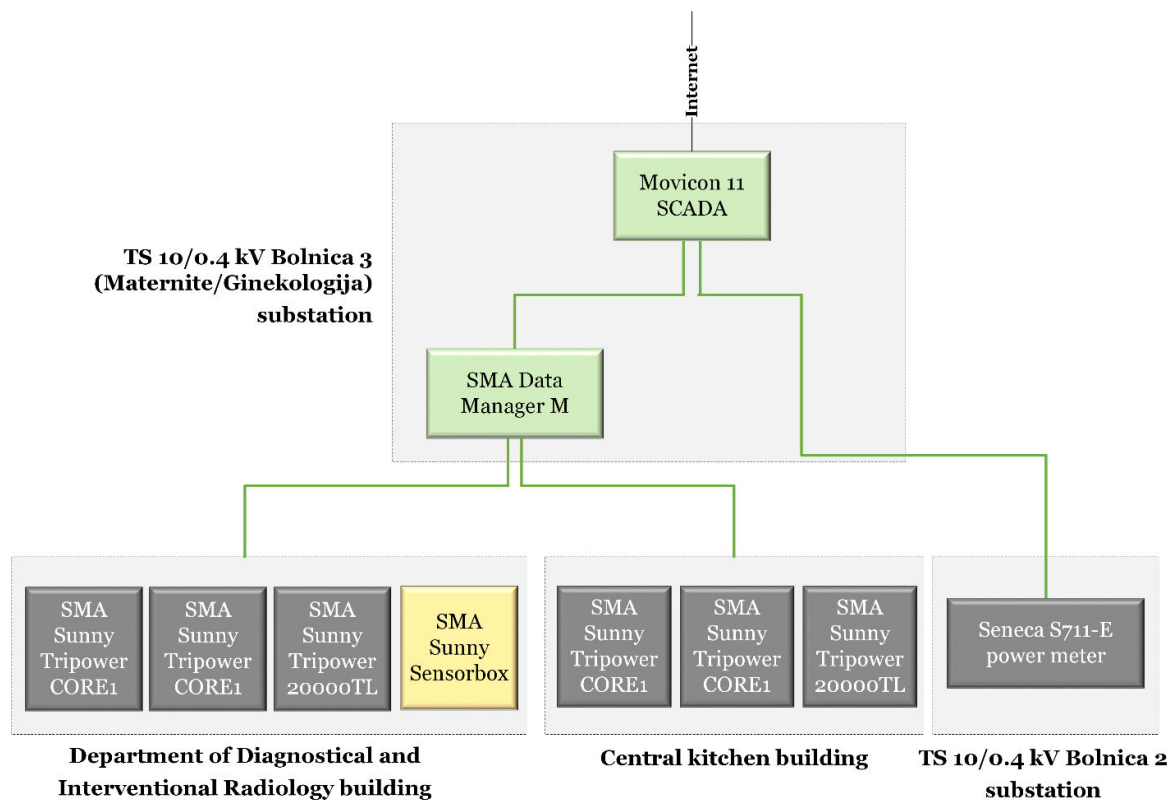 Internet
Movicon 11
SCADA
TS 10/0.4 kV Bolnica 3
(Maternite/Ginekologija)
substation
SMA Data
Manager M
SMA
Sunny
Tripower
CORE1
SMA
Sunny
Tripower
CORE1
SMA
Sunny
Tripower
20000TL
SMA
Sunny
Sensorbox
SMA
Sunny
Tripower
CORE1
SMA
Sunny
Tripower
CORE1
SMA
Sunny
Tripower
20000TL
Seneca S711-E
power meter
Department of Diagnostical and
Interventional Radiology building
Central kitchen building
TS 10/0.4 kV Bolnica 2
substation